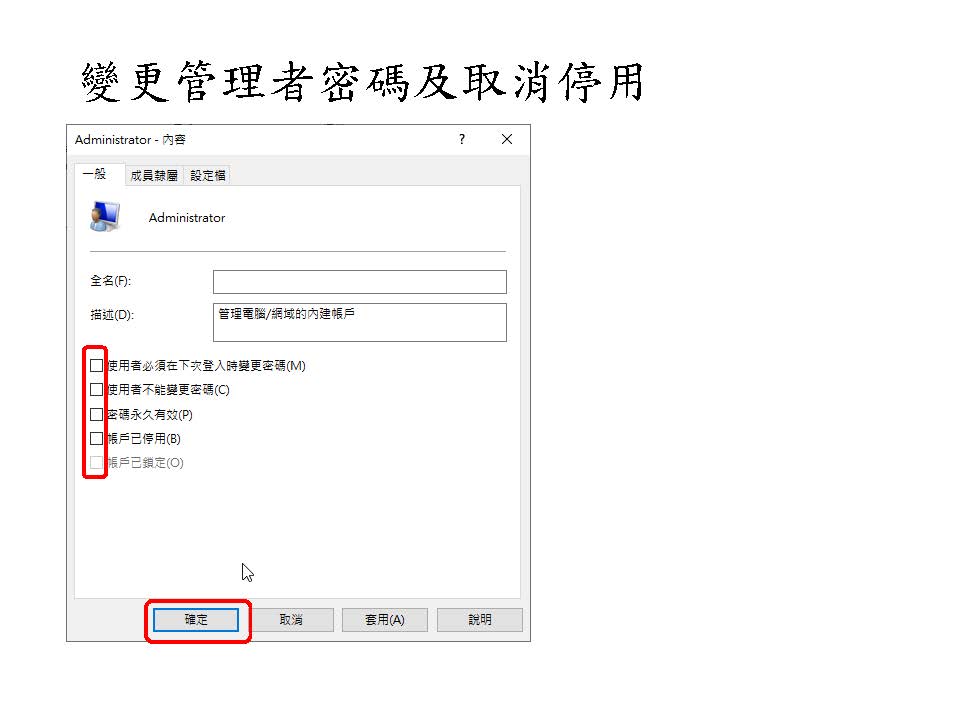 變更管理者密碼及取消停用
Administrator - 內容
?
一般 成員隸屬 設定檔
Administrator
全名(F):
描述(D): 管理電腦/網域的內建帳戶
使用者必須在下次登入時變更密碼(M)
使用者不能變更密碼(C)
密碼永久有效(P)
帳戶已停用(B)
帳戶已鎖定(O)
確定 取消 套用(A) 說明